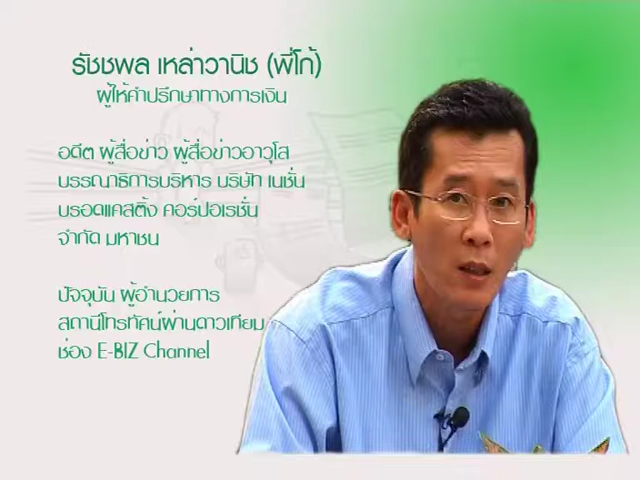 รัชชพล เหล่าวานิช (พี่โก้)
ผู้ให้คำปรึกษาทางการเงิน
อดีต ผู้สื่อข่าว ผู้สื่อข่าวอาวุโส
บรรณาธิการบริหาร บริษัท เนชั่น
บรอดแคสติ้ง คอร์ปอเรชั่น
จำกัด มหาชน
ปัจจุบัน ผู้อำนวยการ
สถานีโทรทัศน์ผ่านดาวเทียม
ช่อง E-BIZ Channel